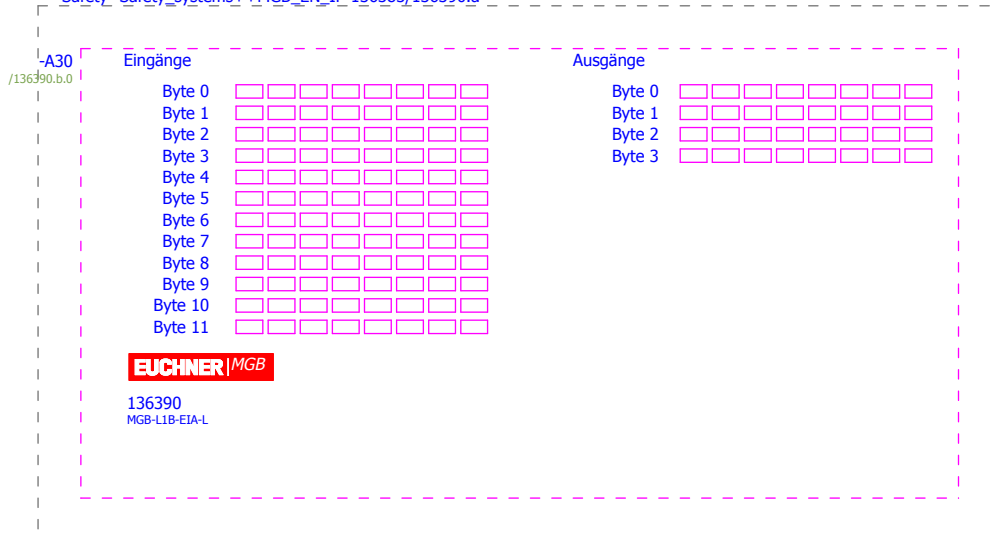 -A30
/136390.b.0
Eingänge
Byte 0
Byte 1
Byte 2
Byte 3
Byte 4
Byte 5
Byte 6
Byte 7
Byte 8
Byte 9
Byte 10
Byte 11
Ausgänge
Byte 0
Byte 1
Byte 2
Byte 3
EUCHNER MGB
136390
MGB-L1B-EIA-L